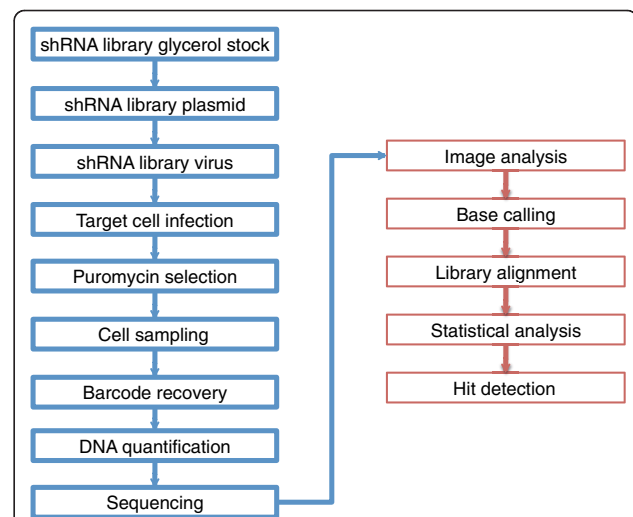 shRNA library glycerol stock
shRNA library plasmid
shRNA library virus
Target cell infection
Puromycin selection
Cell sampling
Barcode recovery
DNA quantification
Sequencing
Image analysis
Base calling
Library alignment
Statistical analysis
Hit detection